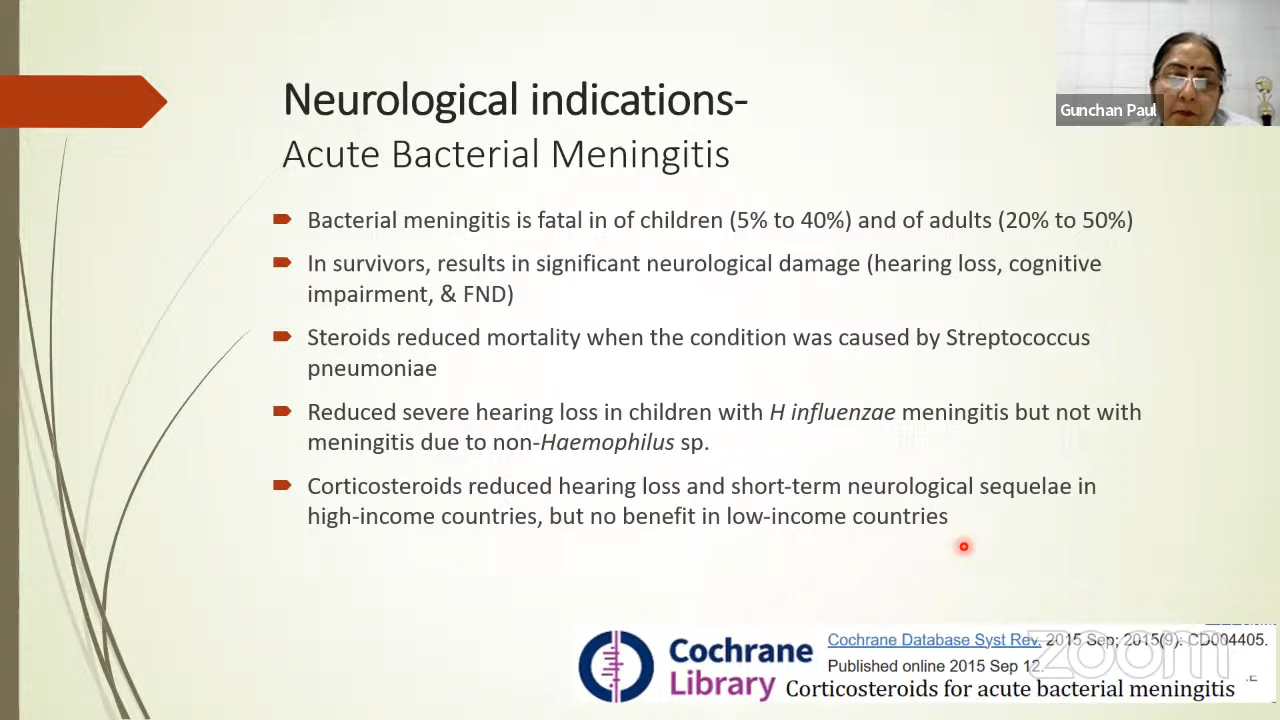 Gunchan Paul
Neurological indications-
Acute Bacterial Meningitis
Bacterial meningitis is fatal in of children (5% to 40%) and of adults (20% to 50%)
In survivors, results in significant neurological damage (hearing loss, cognitive
impairment, & FND)
Steroids reduced mortality when the condition was caused by Streptococcus
pneumoniae
Reduced severe hearing loss in children with H influenzae meningitis but not with
meningitis due to non-Haemophilus sp.
Corticosteroids reduced hearing loss and short-term neurological sequelae in
high-income countries, but no benefit in low-income countries
Cochrane
Library
Cochrane Database Syst Rev. 2015 Sep; 2015(9): CD004405.
Published online 2015 Sep 12.
Corticosteroids for acute bacterial meningitis
zoom